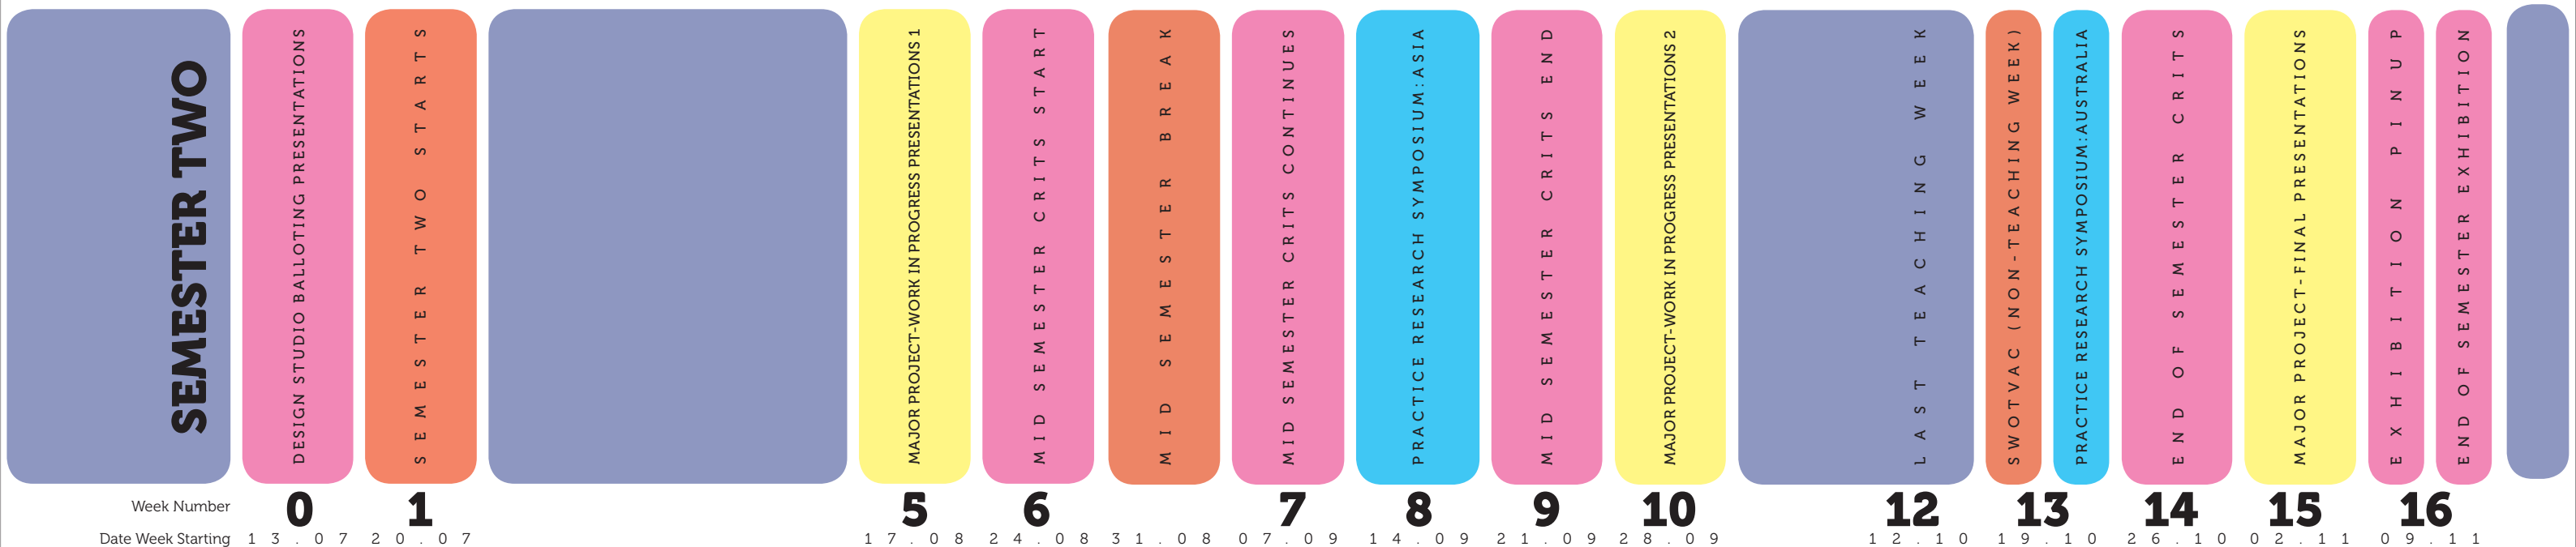 SEMESTER TWO
DESIGN STUDIO BALLOTING PRESENTATIONS
SEMESTER TWO STARTS
MAJOR PROJECT-WORK IN PROGRESS PRESENTATIONS 1
MID SEMESTER CRITS START
MID SEMESTER BREAK
MID SEMESTER CRITS CONTINUES
PRACTICE RESEARCH SYMPOSIUM:ASIA
MID SEMESTER CRITS END
MAJOR PROJECT-WORK IN PROGRESS PRESENTATIONS 2
LAST TEACHING WEEK
SWOTVAC (NON-TEACHING WEEK)
PRACTICE RESEARCH SYMPOSIUM:AUSTRALIA
END OF SEMESTER CRITS
MAJOR PROJECT-FINAL PRESENTATIONS
EXHIBITION PINUP
END OF SEMESTER EXHIBITION
Week Number 0 1 5 6 7 8 9 10 12 13 14 15 16
Date Week Starting 13.07 20.07 17.08 24.08 31.08 07.09 14.09 21.09 28.09 12.10 19.10 26.10 02.11 09.11